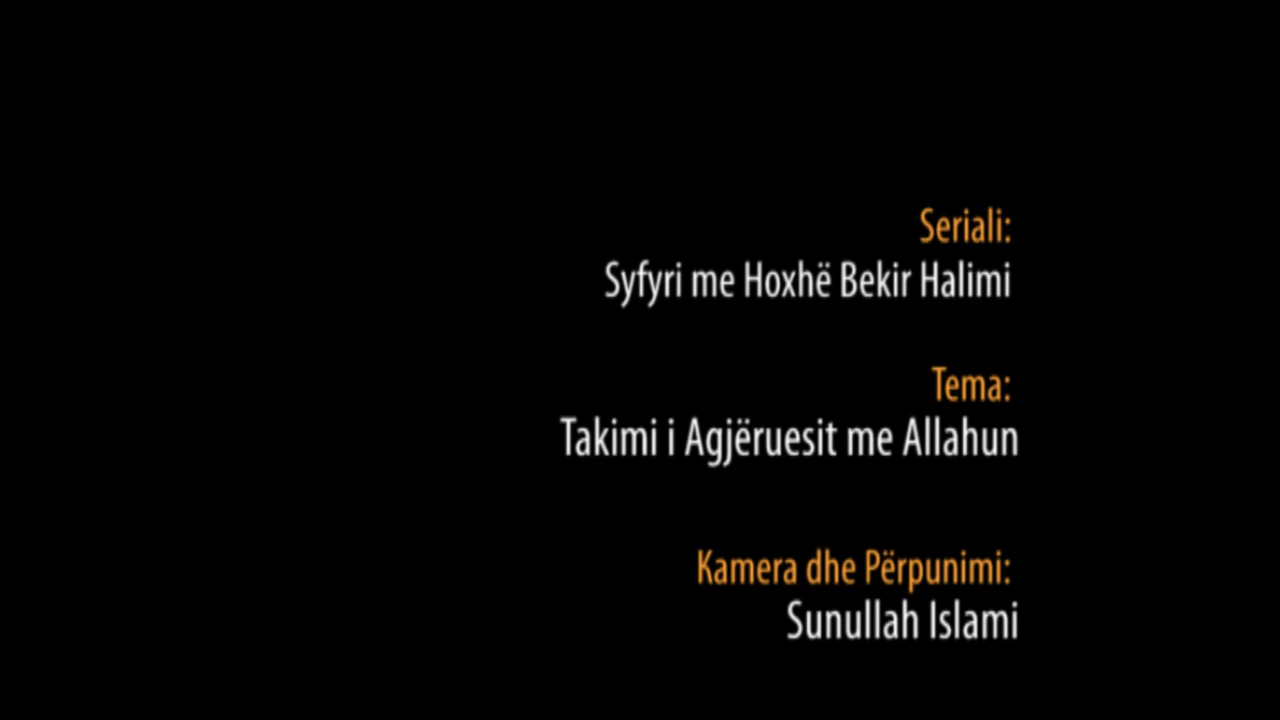 Seriali:
Syfyri me Hoxhë Bekir Halimi
Tema:
Takimi i Agjëruesit me Allahun
Kamera dhe Përpunimi:
Sunullah Islami